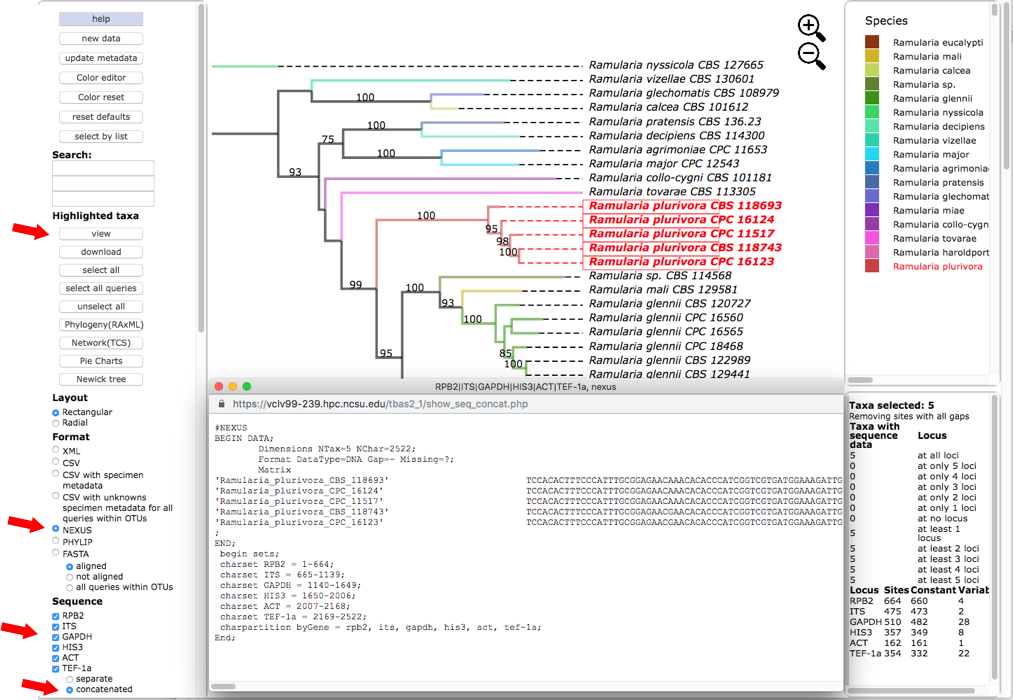 help
new data
update metadata
Color editor
Color reset
reset defaults
select by list
Search:
Highlighted taxa
view
download
select all
select all queries
unselect all
Phylogeny(RAxML)
Network(TCS)
Pie Charts
Newick tree
Layout
Rectangular
Radial
Format
XML
CSV
CSV with specimen
metadata
CSV with unknowns
specimen metadata for all
queries within OTUs
NEXUS
PHYLIP
FASTA
aligned
not aligned
all queries within OTUs
Sequence
RPB2
ITS
GAPDH
HIS3
ACT
TEF-1a
separate
concatenated
Ramularia nyssicola CBS 127665
Ramularia vizellae CBS 130601
Ramularia glechomatis CBS 108979
100
Ramularia calcea CBS 101612
Ramularia pratensis CBS 136.23
100
Ramularia decipiens CBS 114300
75
Ramularia agrimoniae CPC 11653
100
Ramularia major CPC 12543
93
Ramularia collo-cygni CBS 101181
Ramularia tovarae CBS 113305
Ramularia plurivora CBS 118693
100
Ramularia plurivora CPC 16124
95
Ramularia plurivora CPC 11517
98
Ramularia plurivora CBS 118743
100
Ramularia plurivora CPC 16123
Ramularia sp. CBS 114568
99
100
Ramularia mali CBS 129581
93
Ramularia glennii CBS 120727
100
Ramularia glennii CPC 16560
Ramularia glennii CPC 16565
Ramularia glennii CPC 18468
95
85
Ramularia glennii CBS 122989
100
Ramularia glennii CBS 129441
Species
Ramularia eucalypti
Ramularia mali
Ramularia calcea
Ramularia sp.
Ramularia glennii
Ramularia nyssicola
Ramularia decipiens
Ramularia vizellae
Ramularia major
Ramularia agrimonia
Ramularia pratensis
Ramularia glechomat
Ramularia miae
Ramularia collo-cygn
Ramularia tovarae
Ramularia haroldport
Ramularia plurivora
RPB2|ITS|GAPDH|HIS3|ACT|TEF-1a, nexus
https://vclv99-239.hpc.ncsu.edu/tbas2_1/show_seq_concat.php
#NEXUS
BEGIN DATA;
Dimensions NTax=5 NChar=2522;
Format DataType=DNA Gap=- Missing=?;
Matrix
'Ramularia_plurivora_CBS_118693' TCCACACTTTCCCATTTGCGGAGAACAAACACACCCATCGGTCGTGATGGAAAGATTG
'Ramularia_plurivora_CPC_16124' TCCACACTTTCCCATTTGCGGAGAACAAACACACCCATCGGTCGTGATGGAAAGATTG
'Ramularia_plurivora_CPC_11517' TCCACACTTTCCCATTTGCGGAGAACAAACACACCCATCGGTCGTGATGGAAAGATTG
'Ramularia_plurivora_CBS_118743' TCCACACTTTCCCATTTGCGGAGAACAAACACACCCATCGGTCGTGATGGAAAGATTG
'Ramularia_plurivora_CPC_16123' TCCACACTTTCCCATTTGCGGAGAACGAACACACCCATCGGTCGTGATGGAAAGATTG
;
END;
begin sets;
charset RPB2 = 1-664;
charset ITS = 665-1139;
charset GAPDH = 1140-1649;
charset HIS3 = 1650-2006;
charset ACT = 2007-2168;
charset TEF-1a = 2169-2522;
charpartition byGene = rpb2, its, gapdh, his3, act, tef-1a;
End;
Taxa selected: 5
Removing sites with all gaps
Taxa with
sequence Locus
data
5 at all loci
0 at only 5 loci
0 at only 4 loci
0 at only 3 loci
0 at only 2 loci
0 at only 1 loci
0 at no locus
5 at least 1
locus
5 at least 2 loci
5 at least 3 loci
5 at least 4 loci
5 at least 5 loci
Locus Sites Constant Variat
RPB2 664 660 4
ITS 475 473 2
GAPDH 510 482 28
HIS3 357 349 8
ACT 162 161 1
TEF-1a 354 332 22